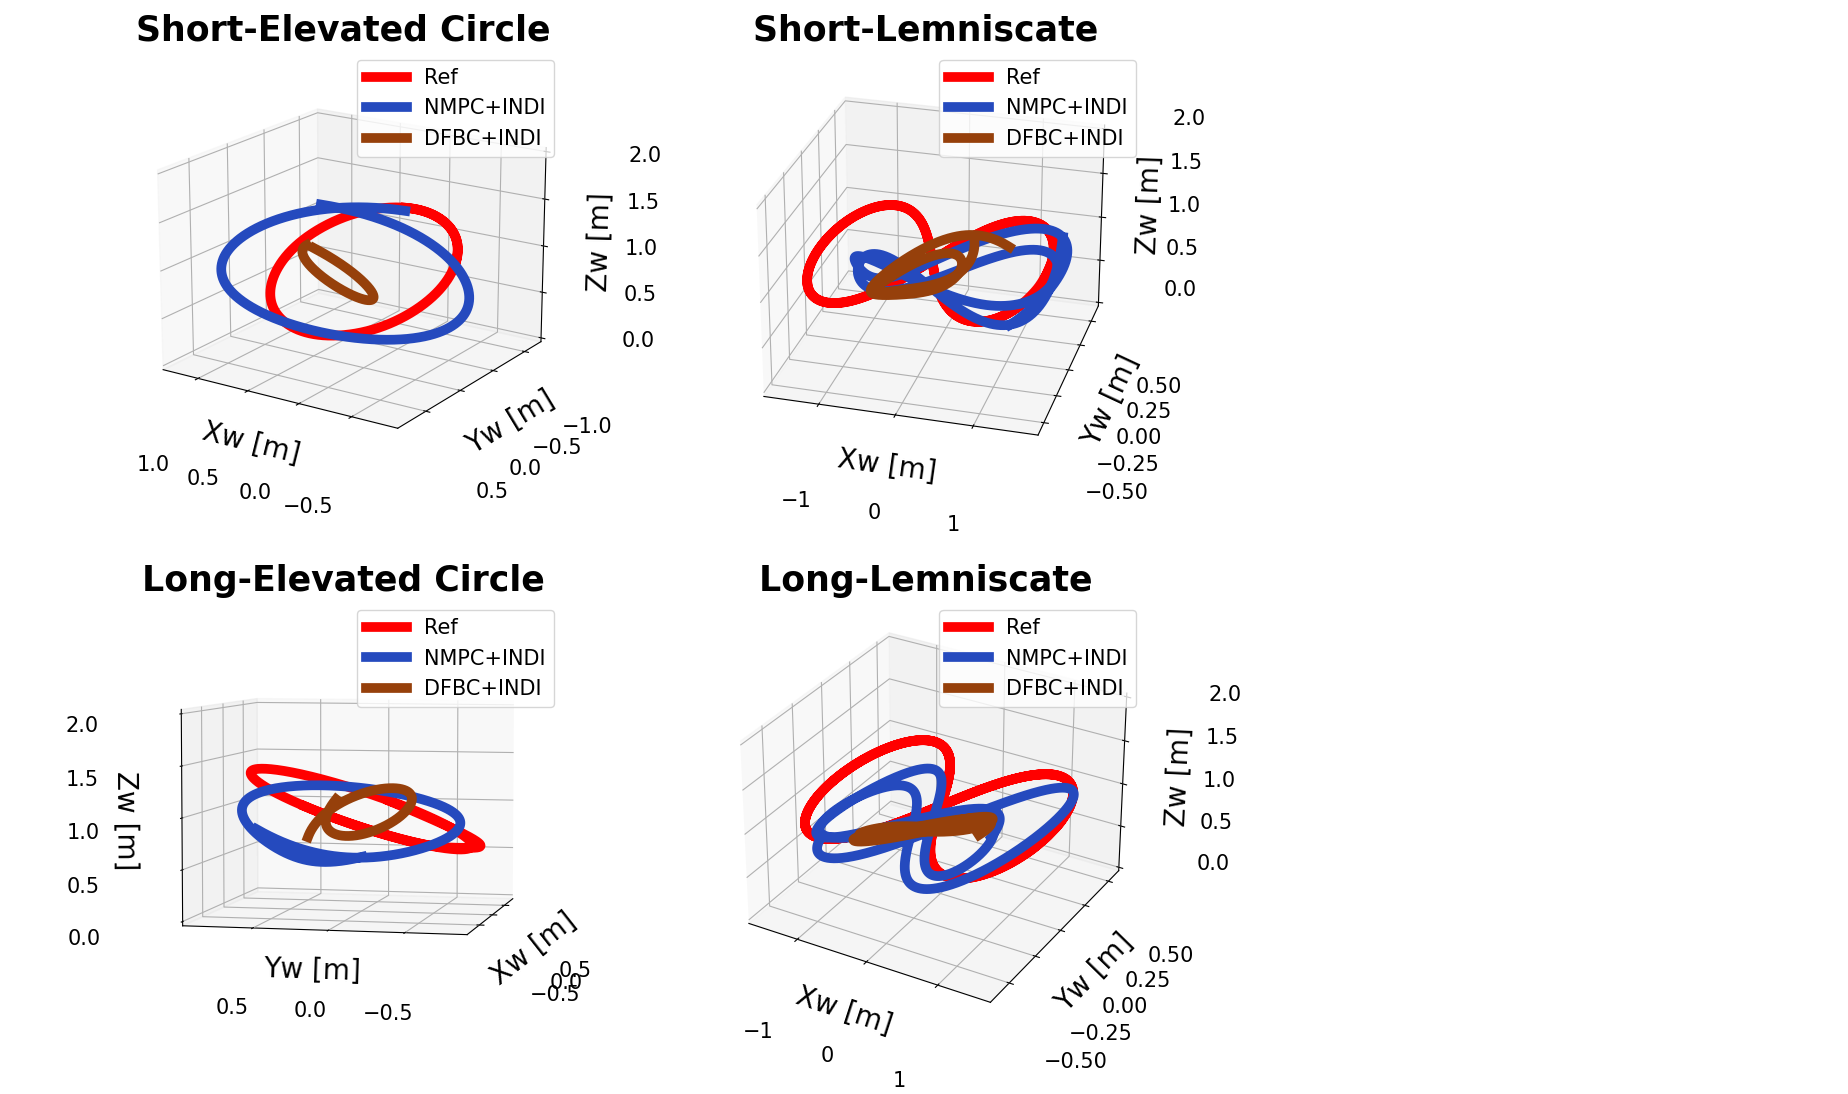 Short-Elevated Circle
Ref
NMPC+INDI
DFBC+INDI
2.0
1.5
1.0
0.5
0.0
Zw [m]
Yw [m]
−1.0
−0.5
0.0
0.5
Xw [m]
1.0
0.5
0.0
−0.5
Short-Lemniscate
Ref
NMPC+INDI
DFBC+INDI
2.0
1.5
1.0
0.5
0.0
Zw [m]
Yw [m]
0.50
0.25
0.00
−0.25
−0.50
Xw [m]
−1
0
1
Long-Elevated Circle
Ref
NMPC+INDI
DFBC+INDI
2.0
1.5
1.0
0.5
0.0
Zw [m]
Yw [m]
0.5
0.0
−0.5
Xw [m]
0.5
0.0
−0.5
Long-Lemniscate
Ref
NMPC+INDI
DFBC+INDI
2.0
1.5
1.0
0.5
0.0
Zw [m]
Yw [m]
0.50
0.25
0.00
−0.25
−0.50
Xw [m]
−1
0
1